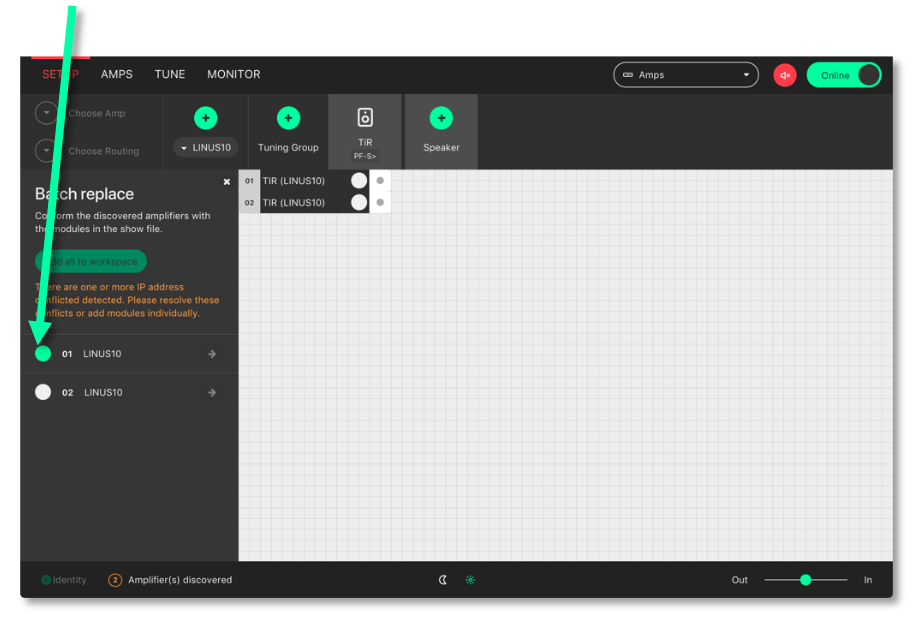 SETUP AMPS TUNE MONITOR
Amps
Online
Choose Amp
Choose Routing
LINUS10
Tuning Group
TiR
PF-S>
Speaker
Batch replace
Conform the discovered amplifiers with
the modules in the show file.
Add all to workspace
There are one or more IP address
conflicted detected. Please resolve these
conflicts or add modules individually.
01 LINUS10
02 LINUS10
01 TIR (LINUS10)
02 TIR (LINUS10)
Identity
2 Amplifier(s) discovered
Out In